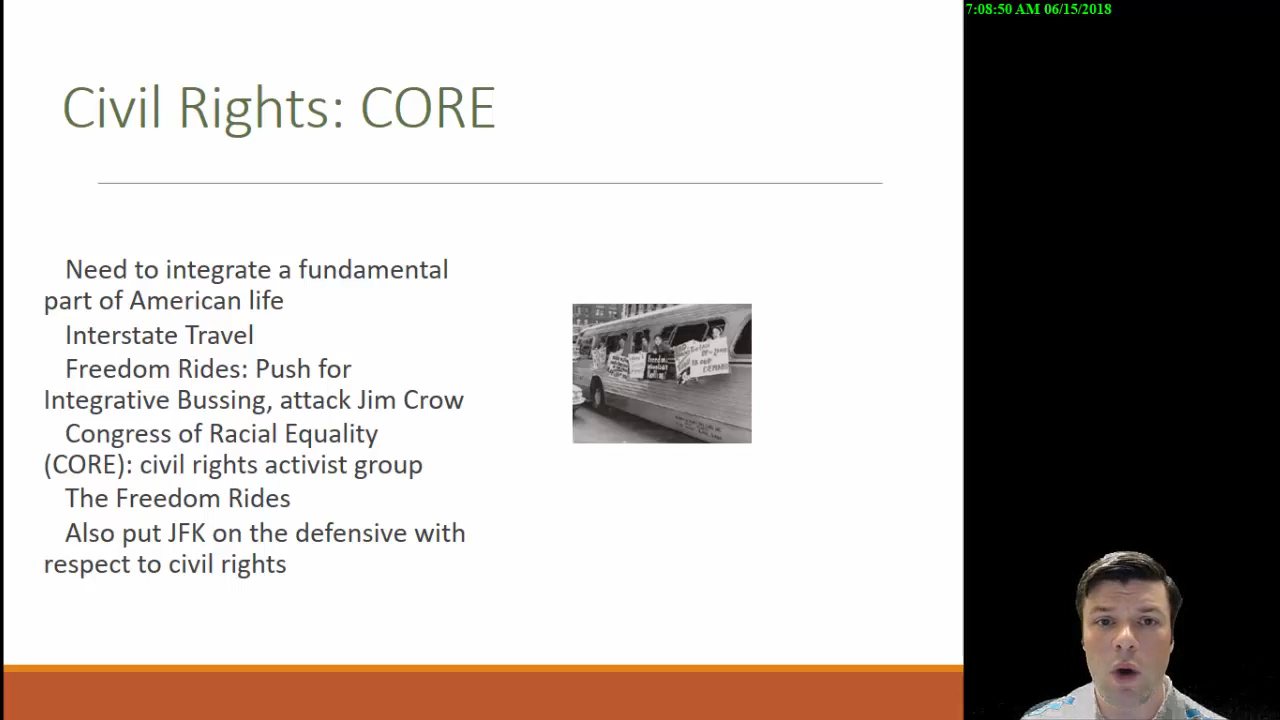 7:08:50 AM 06/15/2018
Civil Rights: CORE
Need to integrate a fundamental
part of American life
Interstate Travel
Freedom Rides: Push for
Integrative Bussing, attack Jim Crow
Congress of Racial Equality
(CORE): civil rights activist group
The Freedom Rides
Also put JFK on the defensive with
respect to civil rights